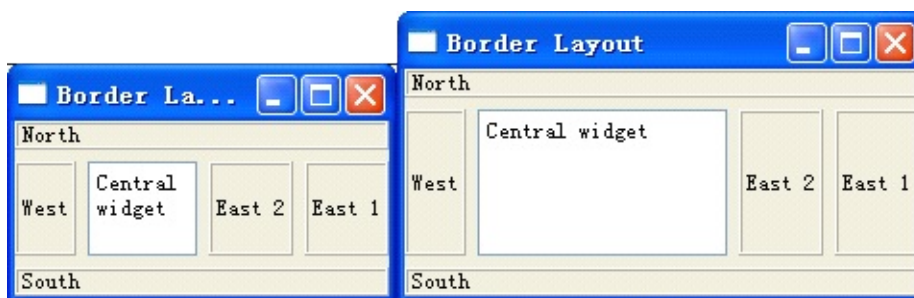 Border La...
North
West
Central
widget
East 2
East 1
South
Border Layout
North
West
Central widget
East 2
East 1
South